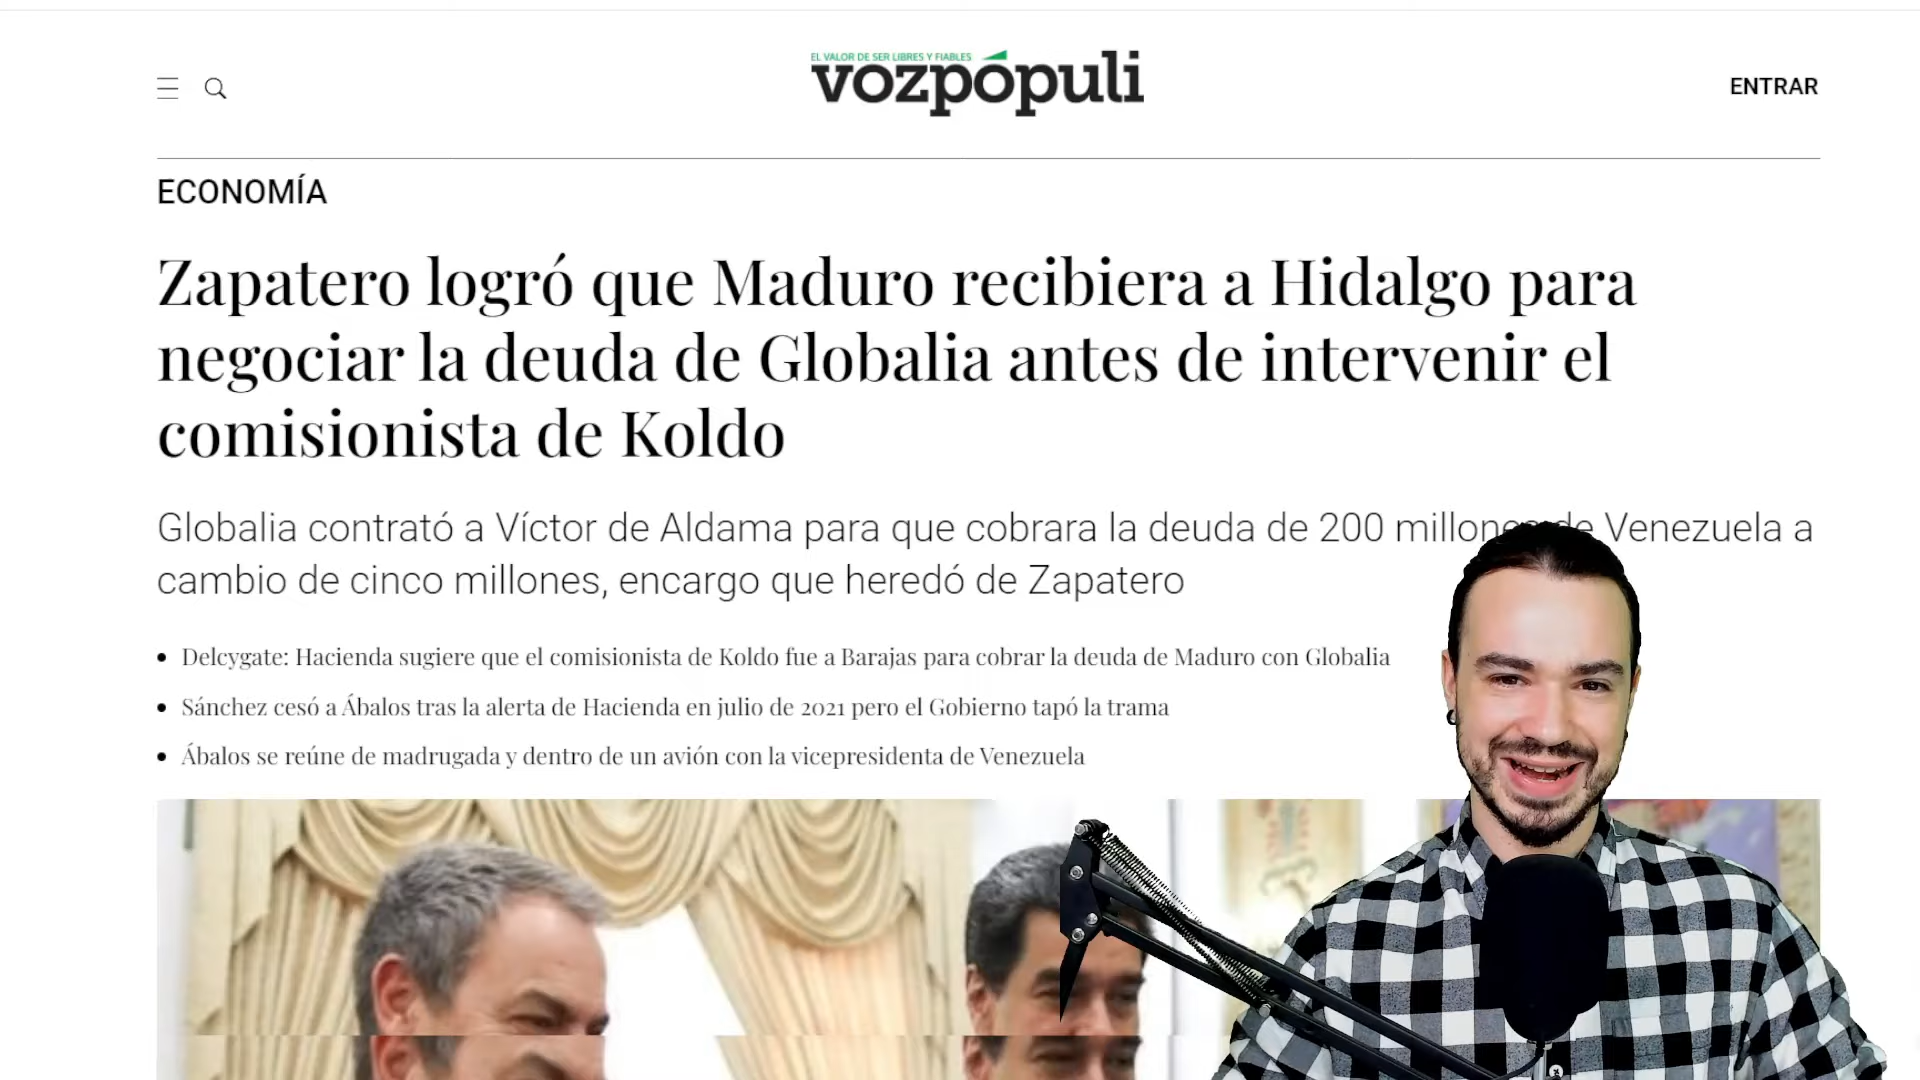 EL VALOR DE SER LIBRES Y FIABLES
vozpópuli
ENTRAR
ECONOMÍA
Zapatero logró que Maduro recibiera a Hidalgo para
negociar la deuda de Globalia antes de intervenir el
comisionista de Koldo
Globalia contrató a Víctor de Aldama para que cobrara la deuda de 200 millones de Venezuela a
cambio de cinco millones, encargo que heredó de Zapatero
Delcygate: Hacienda sugiere que el comisionista de Koldo fue a Barajas para cobrar la deuda de Maduro con Globalia
Sánchez cesó a Ábalos tras la alerta de Hacienda en julio de 2021 pero el Gobierno tapó la trama
Ábalos se reúne de madrugada y dentro de un avión con la vicepresidenta de Venezuela